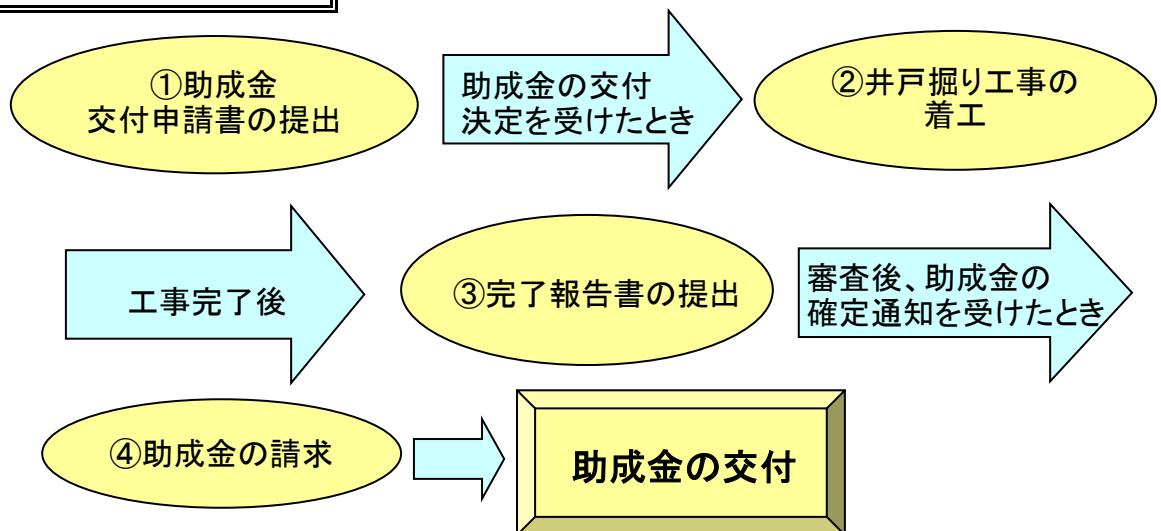 ①助成金
交付申請書の提出
助成金の交付
決定を受けたとき
②井戸掘り工事の
着工
工事完了後
③完了報告書の提出
審査後、助成金の
確定通知を受けたとき
④助成金の請求
助成金の交付